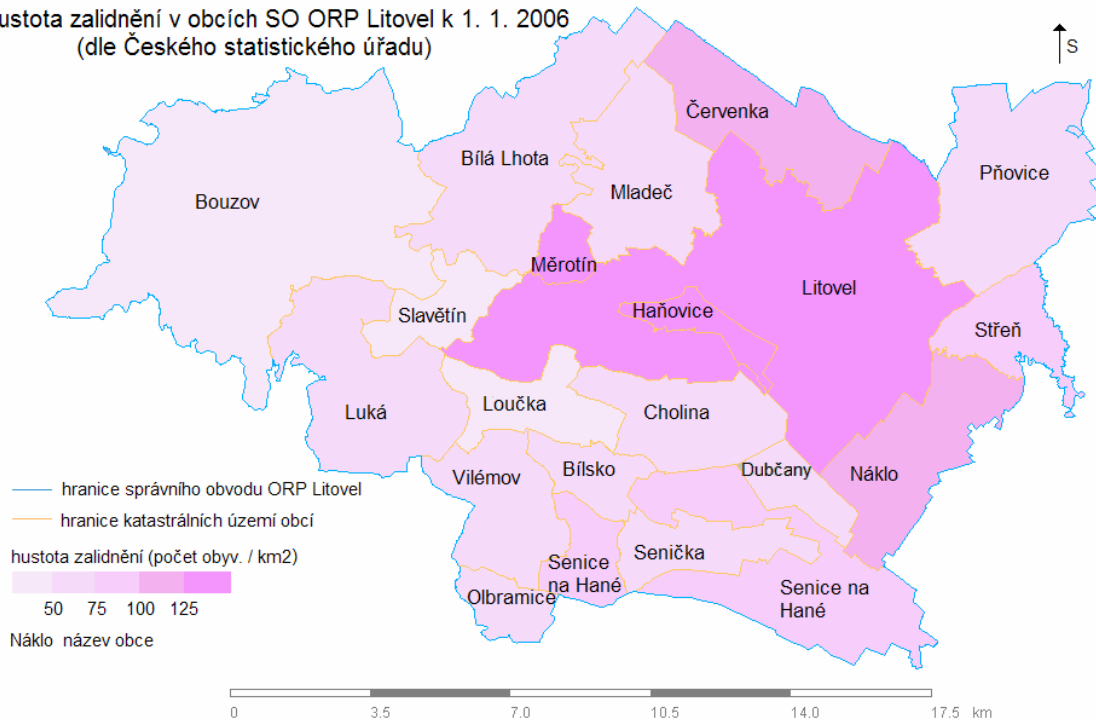 ustota zalidnění v obcích SO ORP Litovel k 1. 1. 2006
(dle Českého statistického úřadu)
S
Červenka
Bílá Lhota
Pňovice
Mladeč
Bouzov
Měrotín
Litovel
Haňovice
Slavětín
Střeň
Loučka
Luká
Cholina
Vilémov
Bílsko
Dubčany
Náklo
hranice správního obvodu ORP Litovel
hranice katastrálních území obcí
Senička
hustota zalidnění (počet obyv. / km2)
Senice
na Hané
Senice na
Hané
Olbramice
50 75 100 125
Náklo název obce
0 3.5 7.0 10.5 14.0 17.5 km